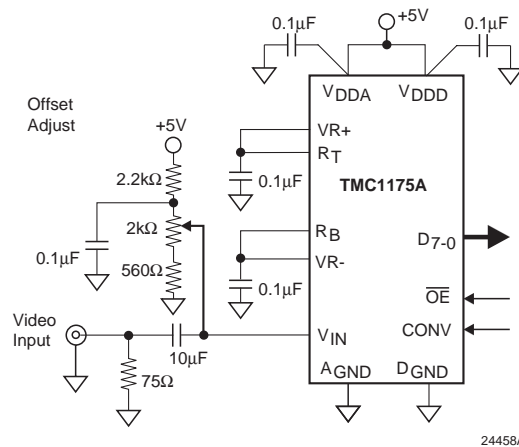 0.1µF
+5V
0.1µF
VDDA
VDDD
Offset
Adjust
+5V
VR+
RT
2.2kΩ
0.1µF
TMC1175A
2kΩ
RB
D7-0
0.1µF
560Ω
VR-
0.1µF
OE
Video
Input
VIN
CONV
10µF
75Ω
AGND
DGND
24458A